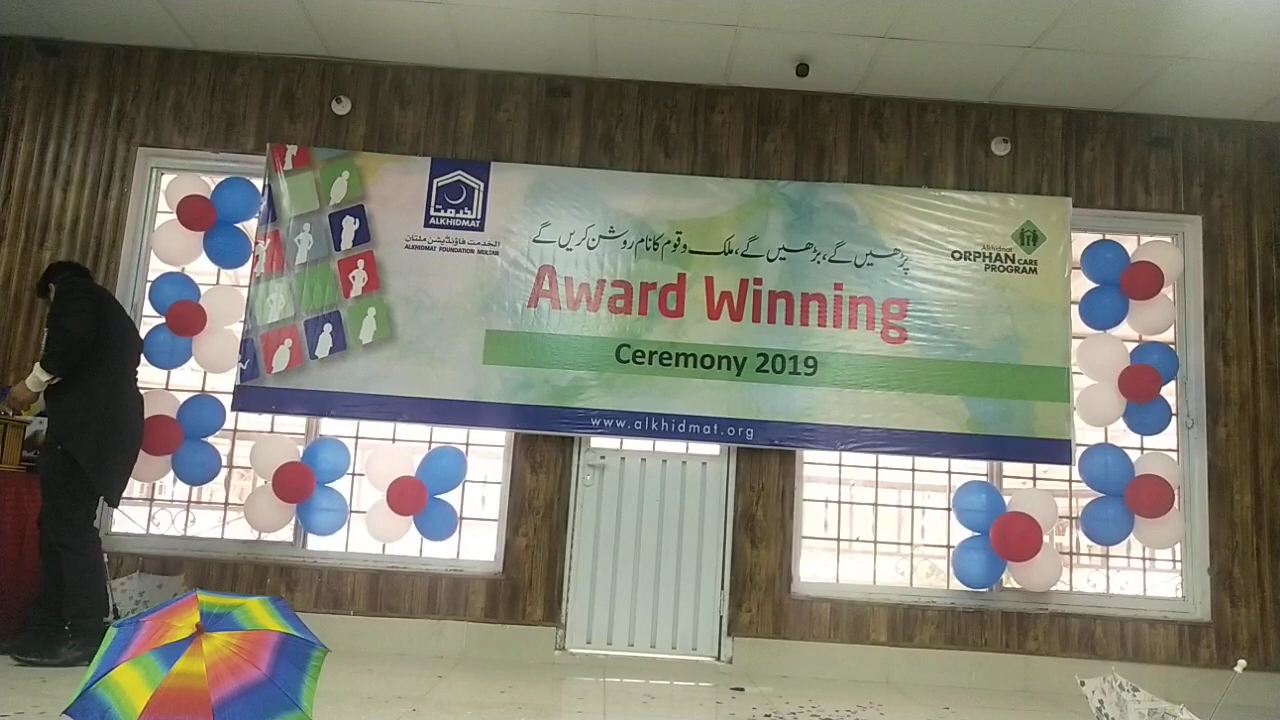 الخدمت
ALKHIDMAT
الخدمت فاؤنڈیشن ملتان
ALKHIDMAT FOUNDATION MULTAN
پڑھیں گے، بڑھیں گے، ملک و قوم کا نام روشن کریں گے
Award Winning
Ceremony 2019
Alkhidmat
ORPHAN CARE
PROGRAM
www.alkhidmat.org